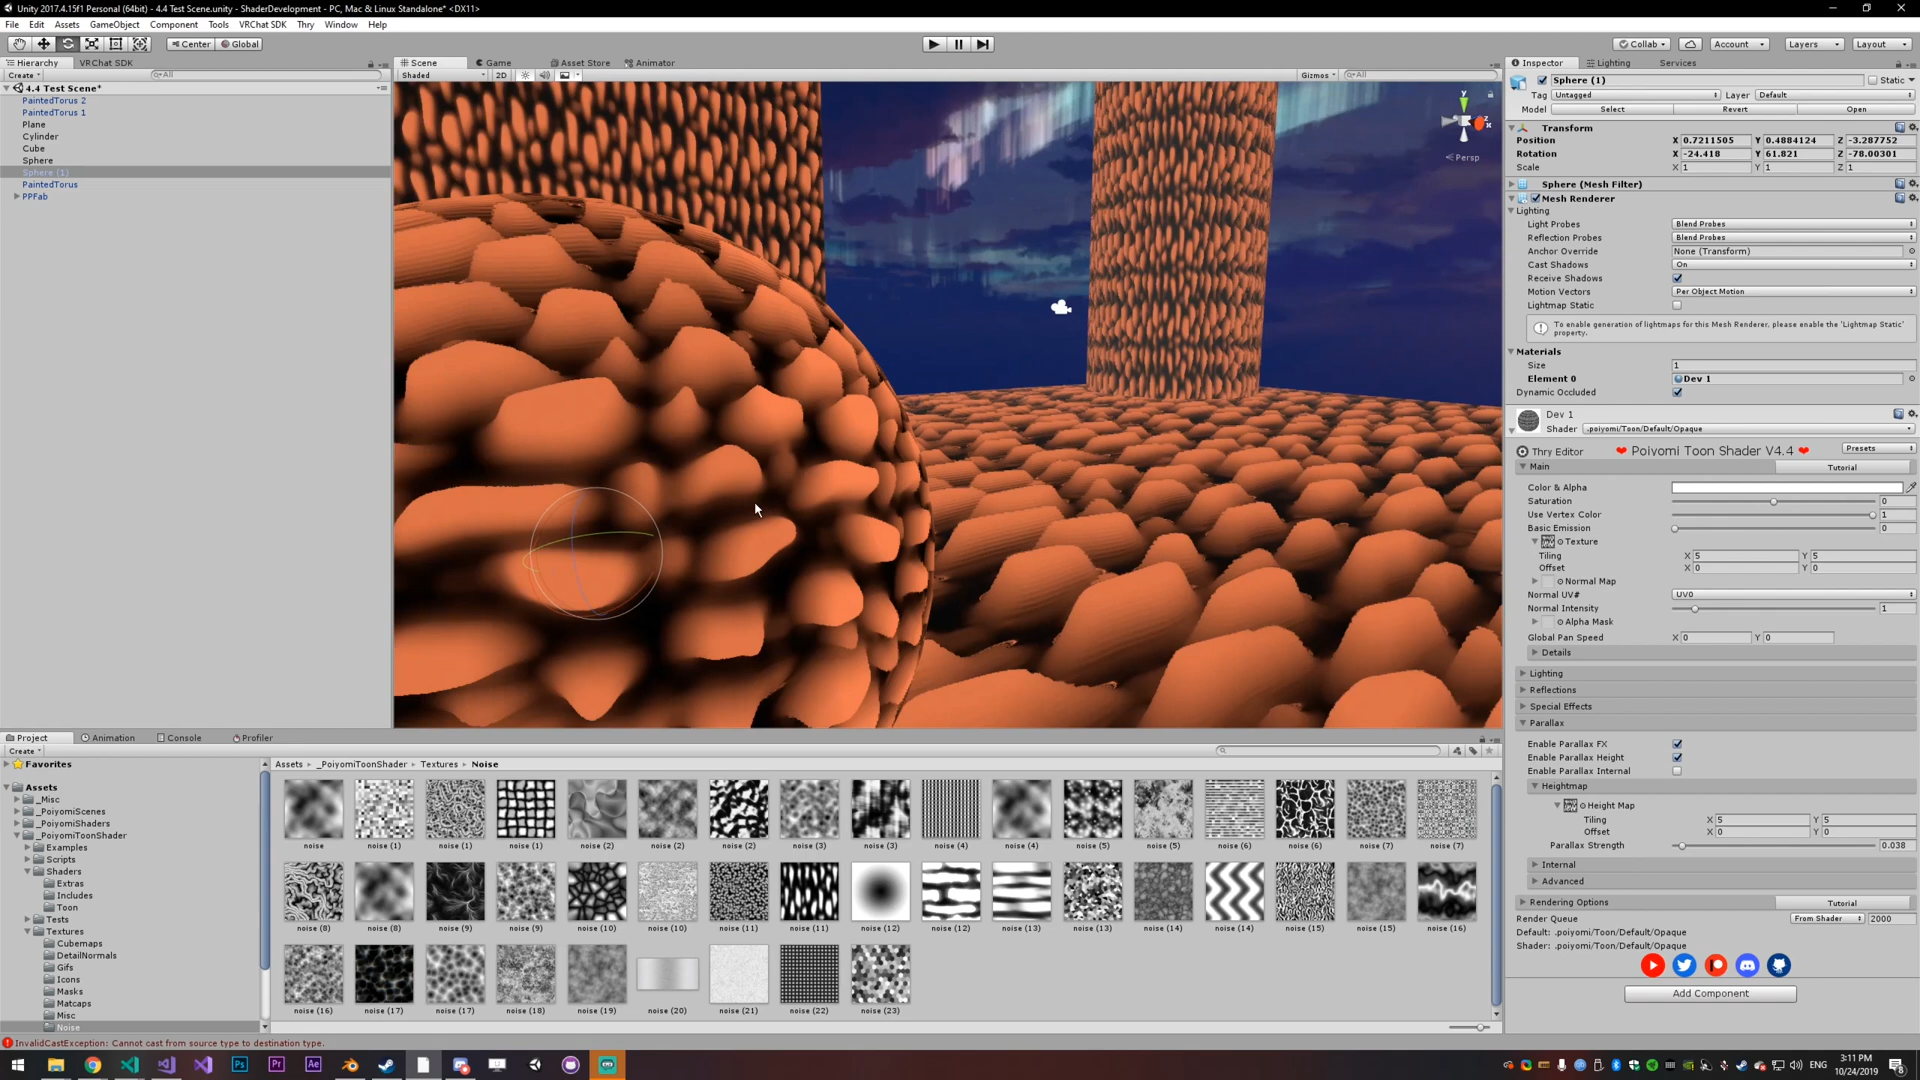 Unity 2017.4.15f1 Personal (64bit) - 4.4 Test Scene.unity - ShaderDevelopment - PC, Mac & Linux Standalone* <DX11>
File Edit Assets GameObject Component Tools VRChat SDK Thry Window Help
Center Global Collab Account Layers Layout
Hierarchy VRChat SDK Scene Game Asset Store Animator Inspector Lighting Services
Create All Shaded 2D Gizmos All Sphere (1) Static
4.4 Test Scene* Tag Untagged Layer Default
PaintedTorus 2 Model Select Revert Open
PaintedTorus 1
Plane Transform
Cylinder Position X 0.7211505 Y 0.4884124 Z -3.287752
Cube Rotation X -24.418 Y 61.821 Z -78.00301
Sphere Scale X 1 Y 1 Z 1
Sphere (1)
PaintedTorus Sphere (Mesh Filter)
PPFab Mesh Renderer
y z Persp
Lighting
Light Probes Blend Probes
Reflection Probes Blend Probes
Anchor Override None (Transform)
Cast Shadows On
Receive Shadows
Motion Vectors Per Object Motion
Lightmap Static
To enable generation of lightmaps for this Mesh Renderer, please enable the 'Lightmap Static'
property.
Materials
Size 1
Element 0 Dev 1
Dynamic Occluded
Dev 1
Shader .poiyomi/Toon/Default/Opaque
Thry Editor ❤ Poiyomi Toon Shader V4.4 ❤ Presets
Main Tutorial
Color & Alpha
Saturation 0
Use Vertex Color 1
Basic Emission 0
Texture
Tiling X 5 Y 5
Offset X 0 Y 0
Normal Map
Normal UV# UV0
Normal Intensity 1
Alpha Mask
Global Pan Speed X 0 Y 0
Details
Lighting
Reflections
Special Effects
Parallax
Enable Parallax FX
Enable Parallax Height
Enable Parallax Internal
Heightmap
Height Map
Tiling X 5 Y 5
Offset X 0 Y 0
Parallax Strength 0.038
Internal
Advanced
Rendering Options Tutorial
Render Queue From Shader 2000
Default: .poiyomi/Toon/Default/Opaque
Shader: .poiyomi/Toon/Default/Opaque
Add Component
Project Animation Console Profiler
Create
Favorites
Assets
_Misc
_PoiyomiScenes
_PoiyomiShaders
_PoiyomiToonShader
Examples
Scripts
Shaders
Extras
Includes
Toon
Tests
Textures
Cubemaps
DetailNormals
Gifs
Icons
Masks
Matcaps
Misc
Noise
Assets ▸ _PoiyomiToonShader ▸ Textures ▸ Noise
noise noise (1) noise (1) noise (1) noise (2) noise (2) noise (2) noise (3) noise (3) noise (4) noise (4) noise (5) noise (5) noise (6) noise (6) noise (7) noise (7)
noise (8) noise (8) noise (9) noise (9) noise (10) noise (10) noise (11) noise (11) noise (12) noise (12) noise (13) noise (13) noise (14) noise (14) noise (15) noise (15) noise (16)
noise (16) noise (17) noise (17) noise (18) noise (19) noise (20) noise (21) noise (22) noise (23)
InvalidCastException: Cannot cast from source type to destination type.
Ps Pr Ae ENG 3:11 PM
10/24/2019